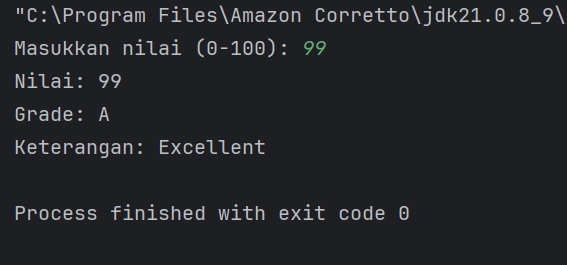 "C:\Program Files\Amazon Corretto\jdk21.0.8_9\
Masukkan nilai (0-100): 99
Nilai: 99
Grade: A
Keterangan: Excellent
Process finished with exit code 0